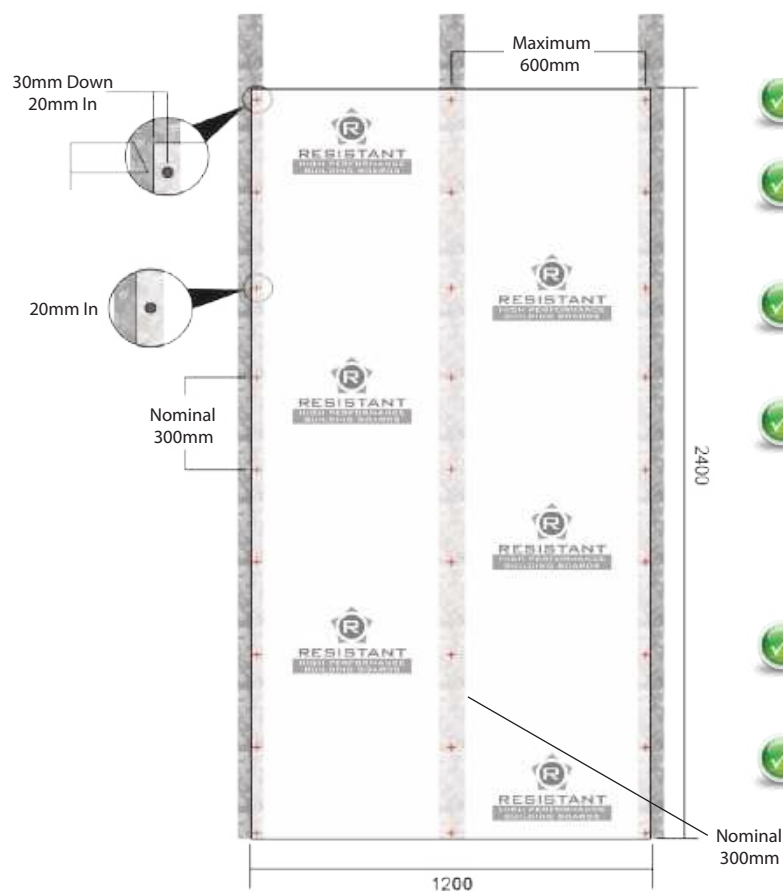 Maximum
600mm
30mm Down
20mm In
R
RESISTANT
HIGH PERFORMANCE
BUILDING BOARDS
R
RESISTANT
HIGH PERFORMANCE
BUILDING BOARDS
20mm In
R
RESISTANT
HIGH PERFORMANCE
BUILDING BOARDS
Nominal
300mm
2400
R
RESISTANT
HIGH PERFORMANCE
BUILDING BOARDS
R
RESISTANT
HIGH PERFORMANCE
BUILDING BOARDS
R
RESISTANT
HIGH PERFORMANCE
BUILDING BOARDS
Nominal
300mm
1200